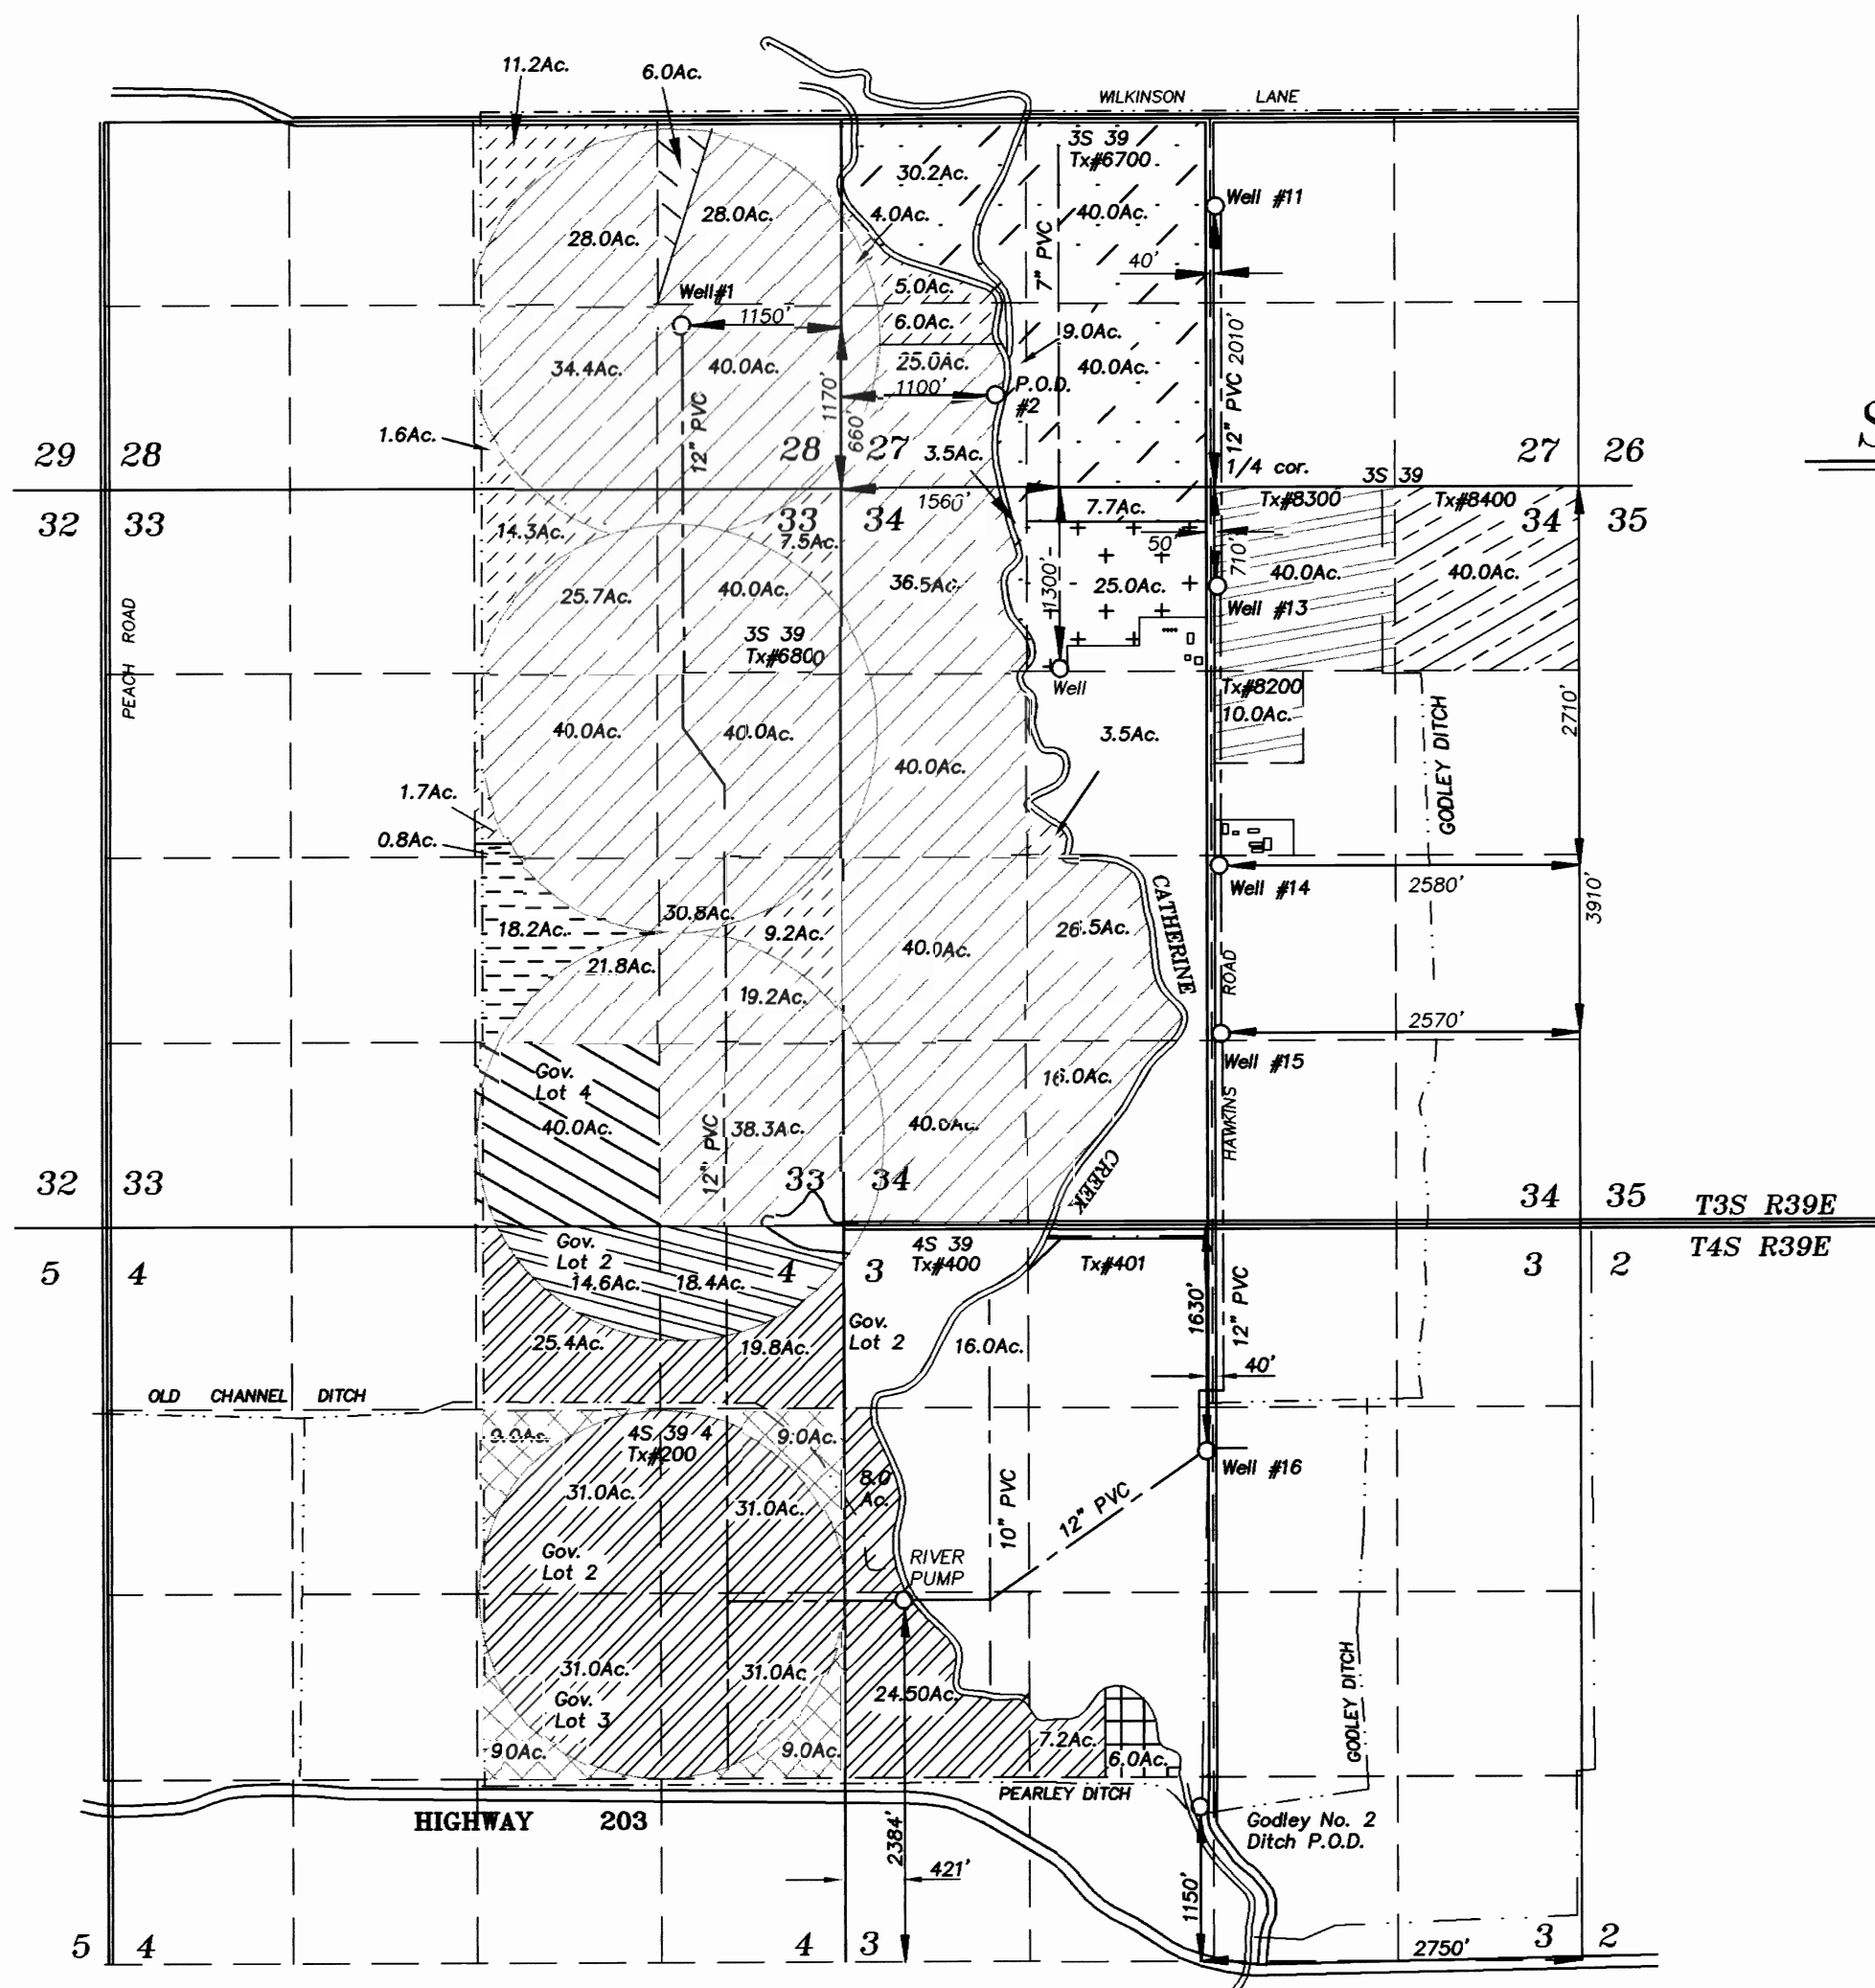 11.2Ac.
6.0Ac.
WILKINSON LANE
3S 39
Tx#6700
30.2Ac.
28.0Ac.
28.0Ac.
4.0Ac.
40.0Ac.
Well #11
7" PVC
40'
5.0Ac.
Well#1
1150'
6.0Ac.
9.0Ac.
12" PVC 2010'
34.4Ac.
40.0Ac.
25.0Ac.
40.0Ac.
1100'
P.O.D.
#2
1170'
660'
12" PVC
1.6Ac.
29 28
28 27
3.5Ac.
27 26
1/4 cor.
3S 39
1560'
7.7Ac.
Tx#8300
Tx#8400
32 33
33 34
34 35
14.3Ac.
7.5Ac.
50'
710'
25.7Ac.
40.0Ac.
36.5Ac.
1300'
25.0Ac.
40.0Ac.
40.0Ac.
Well #13
PEACH ROAD
3S 39
Tx#6800
Well
Tx#8200
10.0Ac.
2710'
40.0Ac.
40.0Ac.
3.5Ac.
40.0Ac.
GODLEY DITCH
1.7Ac.
0.8Ac.
Well #14
2580'
3910'
CATHERINE
30.8Ac.
18.2Ac.
9.2Ac.
26.5Ac.
40.0Ac.
21.8Ac.
19.2Ac.
ROAD
2570'
Well #15
Gov.
Lot 4
16.0Ac.
40.0Ac.
12" PVC
38.3Ac.
40.0Ac.
HAWKINS
CREEK
32 33
33 34
34 35
T3S R39E
T4S R39E
5 4
Gov.
Lot 2
4 3
4S 39
Tx#400
Tx#401
3 2
14.6Ac.
18.4Ac.
1630'
12" PVC
Gov.
Lot 2
25.4Ac.
19.8Ac.
16.0Ac.
40'
OLD CHANNEL DITCH
9.0Ac.
4S 39 4
Tx#200
9.0Ac.
Well #16
31.0Ac.
31.0Ac.
8.0
Ac.
10" PVC
12" PVC
Gov.
Lot 2
RIVER
PUMP
31.0Ac.
31.0Ac
24.50Ac.
GODLEY DITCH
Gov.
Lot 3
9.0Ac.
9.0Ac.
7.2Ac.
6.0Ac.
PEARLEY DITCH
HIGHWAY 203
Godley No. 2
Ditch P.O.D.
2384'
421'
1150'
5 4
4 3
2750'
3 2